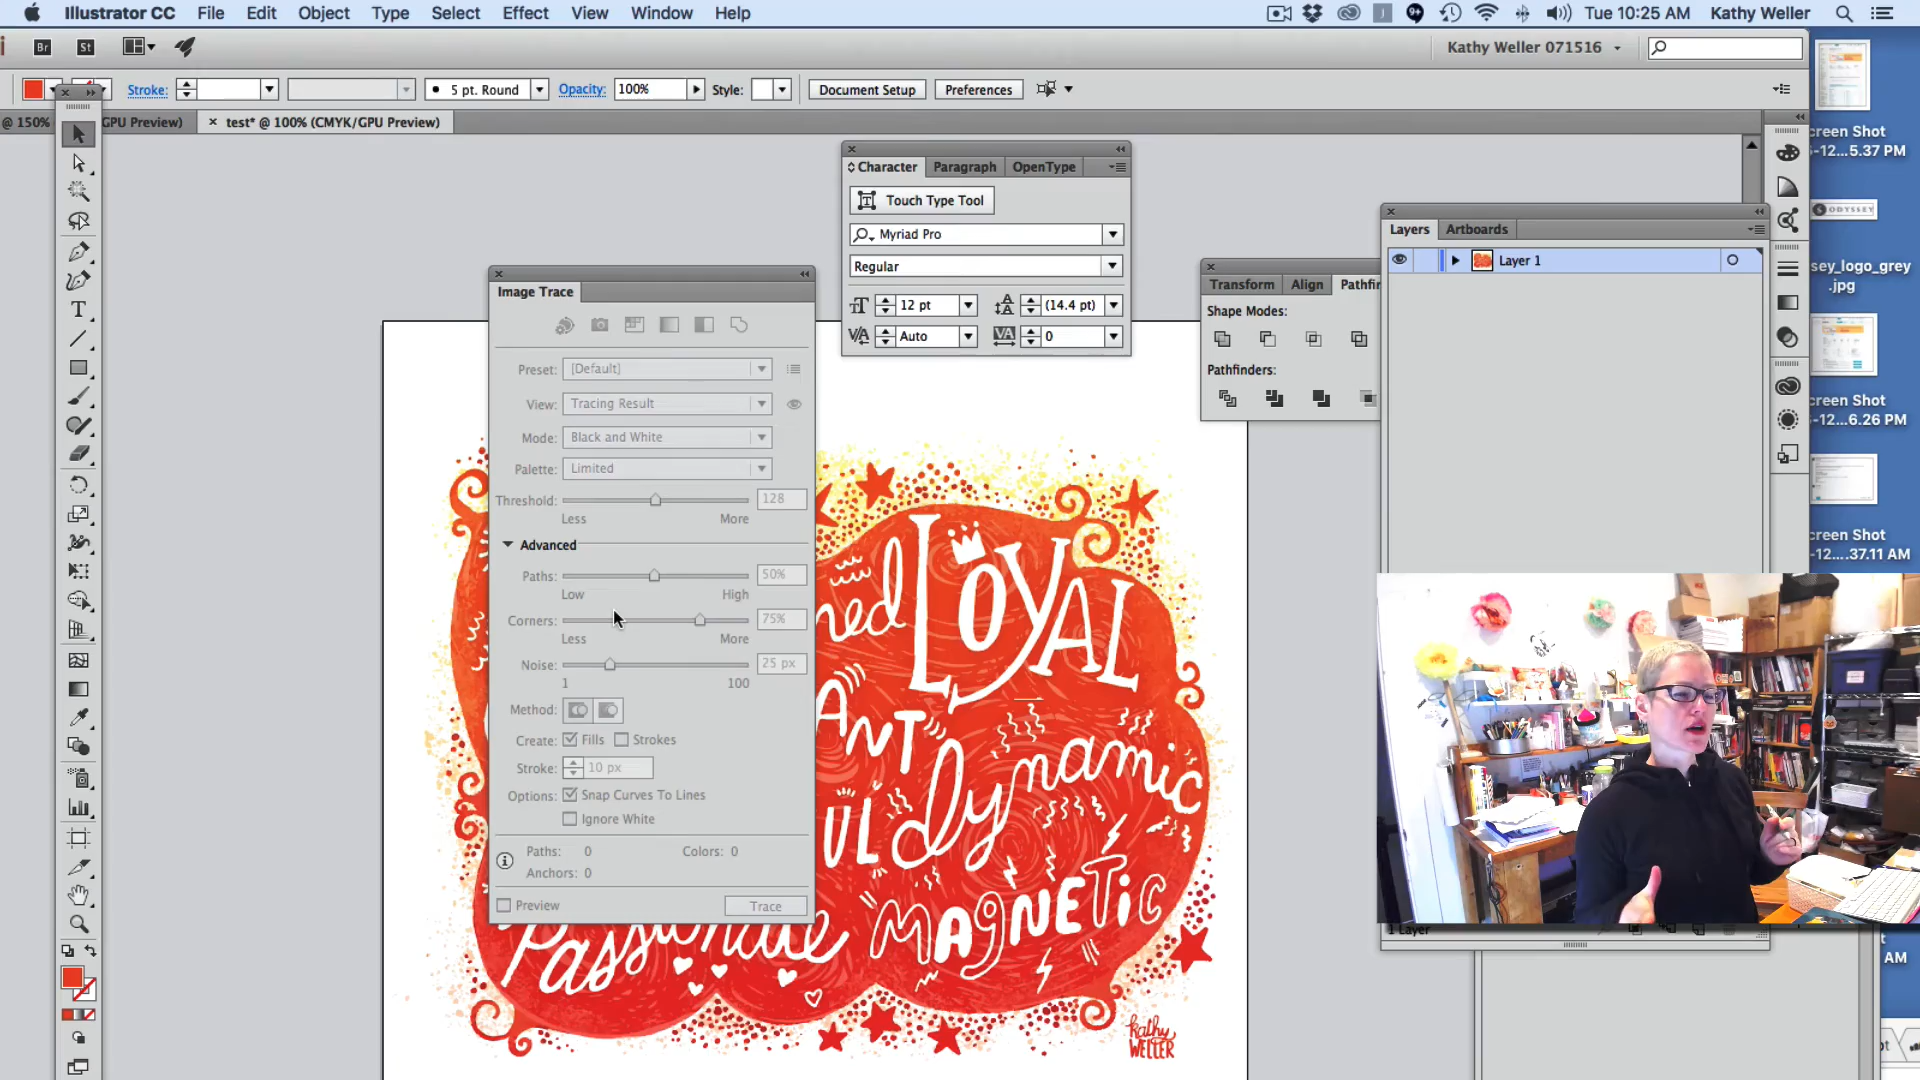 Illustrator CC File Edit Object Type Select Effect View Window Help
9+
Tue 10:25 AM Kathy Weller
Br St
Kathy Weller 071516
Stroke:
5 pt. Round
Opacity: 100%
Style:
Document Setup
Preferences
@ 150%
GPU Preview)
× test* @ 100% (CMYK/GPU Preview)
Character Paragraph OpenType
Touch Type Tool
Myriad Pro
Regular
12 pt
(14.4 pt)
Auto
0
Image Trace
Preset: [Default]
View: Tracing Result
Mode: Black and White
Palette: Limited
Threshold: 128
Less More
Advanced
Paths: 50%
Low High
Corners: 75%
Less More
Noise: 25 px
1 100
Method:
Create: Fills Strokes
Stroke: 10 px
Options: Snap Curves To Lines
Ignore White
Paths: 0 Colors: 0
Anchors: 0
Preview
Trace
Transform Align Pathfin
Shape Modes:
Pathfinders:
Layers Artboards
Layer 1
1 Layer
creen Shot
-12...5.37 PM
ODYSSEY
sey_logo_grey
.jpg
creen Shot
-12...6.26 PM
creen Shot
-12....37.11 AM
AM
LOYAL
dynamic
Passionate
MAGNETIC
kathy
WELLER